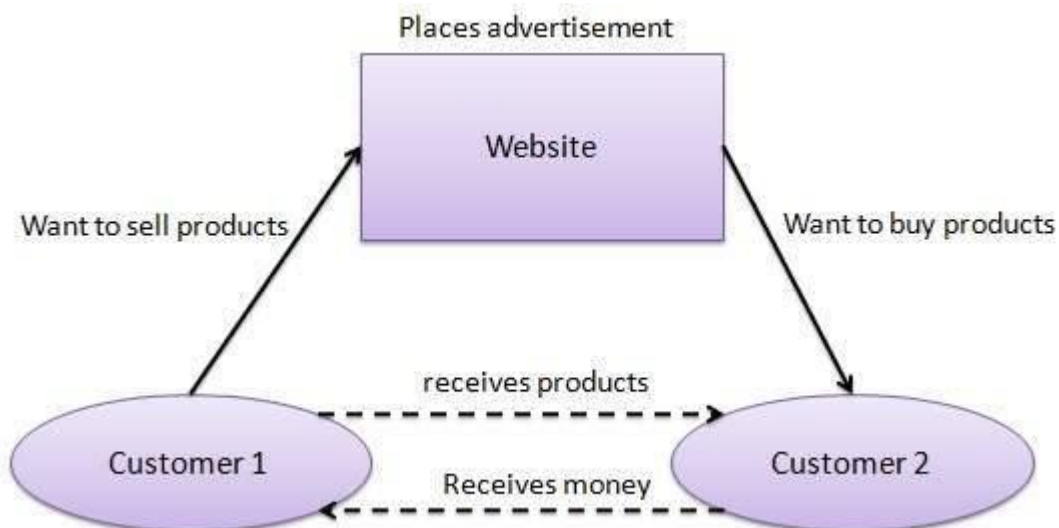 Places advertisement
Website
Want to sell products
Want to buy products
receives products
Customer 1
Customer 2
Receives money